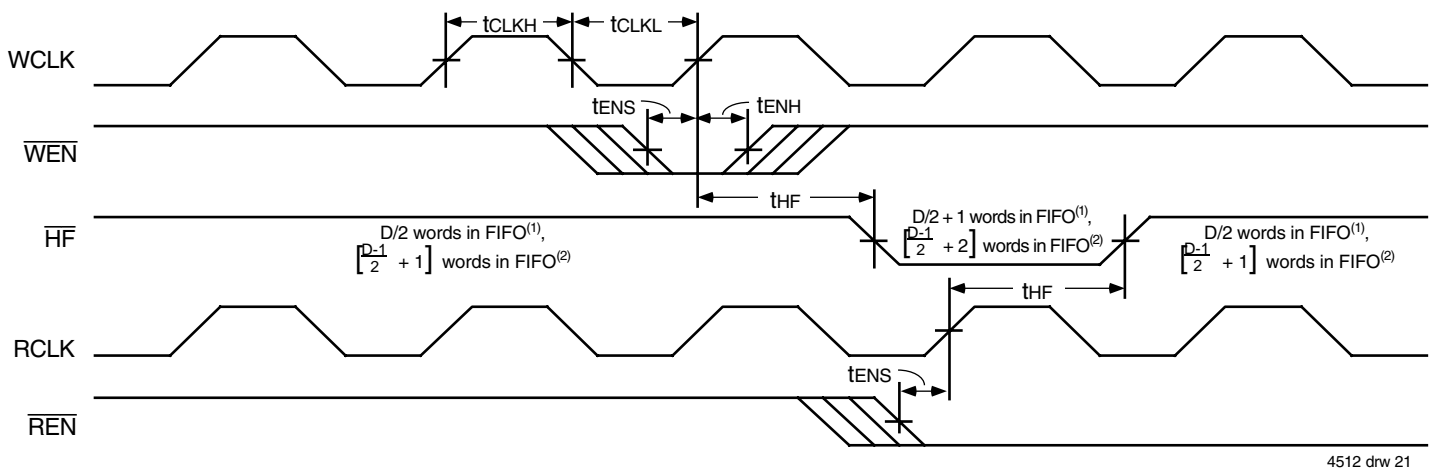 tCLKH tCLKL
WCLK
tENS tENH
WEN
tHF
HF
D/2 words in FIFO(1),
[D-1/2 + 1] words in FIFO(2)
D/2 + 1 words in FIFO(1),
[D-1/2 + 2] words in FIFO(2)
D/2 words in FIFO(1),
[D-1/2 + 1] words in FIFO(2)
tHF
RCLK
tENS
REN
4512 drw 21